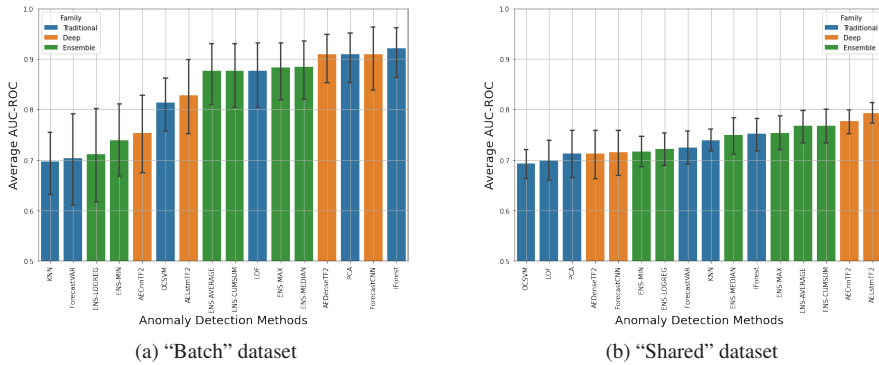 1.0
0.9
0.8
0.7
0.6
0.5
Average AUC-ROC
Family
Traditional
Deep
Ensemble
KNN
ForecastVAR
ENS-LOGREG
ENS-MIN
AECnnTF2
OCSVM
AELstmTF2
ENS-AVERAGE
ENS-CUMSUM
LOF
ENS-MAX
ENS-MEDIAN
AEDenseTF2
PCA
ForecastCNN
IForest
Anomaly Detection Methods
(a) “Batch” dataset
1.0
0.9
0.8
0.7
0.6
0.5
Average AUC-ROC
Family
Traditional
Deep
Ensemble
OCSVM
LOF
PCA
AEDenseTF2
ForecastCNN
ENS-MIN
ENS-LOGREG
ForecastVAR
KNN
ENS-MEDIAN
IForest
ENS-MAX
ENS-AVERAGE
ENS-CUMSUM
AECnnTF2
AELstmTF2
Anomaly Detection Methods
(b) “Shared” dataset